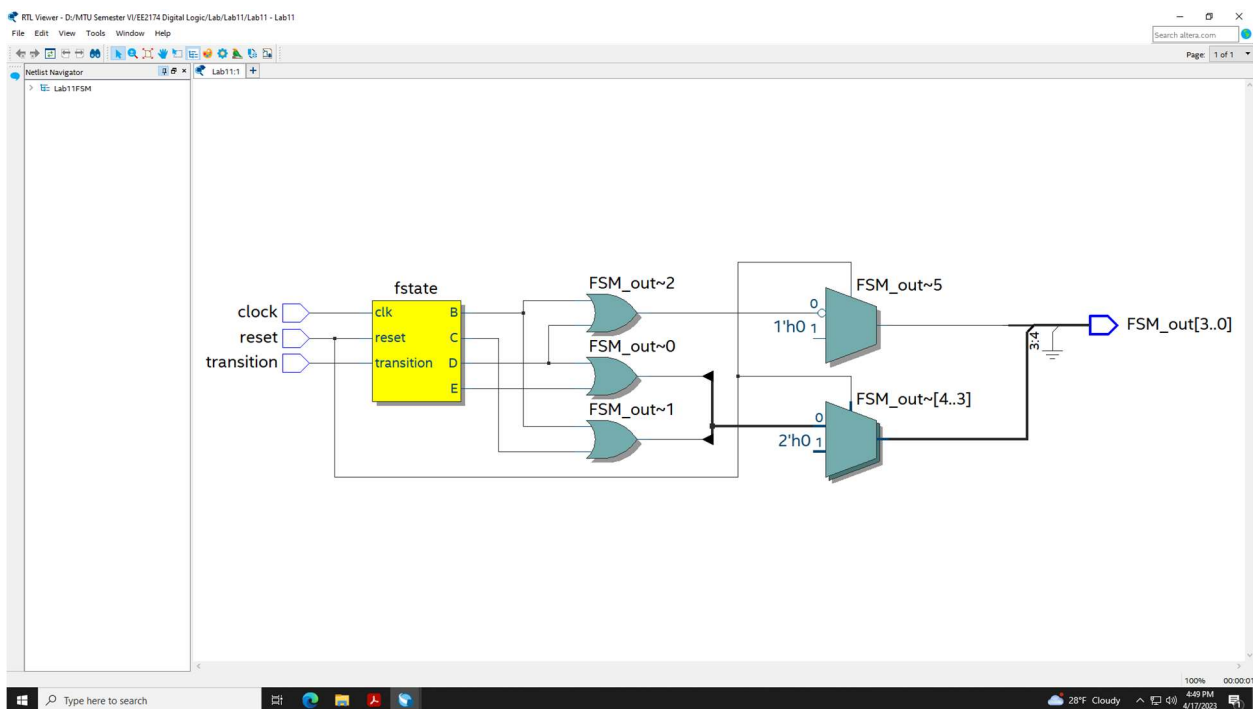 RTL Viewer - D:/MTU Semester VI/EE2174 Digital Logic/Lab/Lab11/Lab11 - Lab11
File Edit View Tools Window Help
Search altera.com
Page: 1 of 1
Netlist Navigator
Lab11:1
Lab11FSM
fstate
clock
reset
transition
clk
reset
transition
B
C
D
E
FSM_out~2
FSM_out~0
FSM_out~1
FSM_out~5
0
1'h0 1
FSM_out~[4..3]
0
2'h0 1
3:4
FSM_out[3..0]
100% 00:00:01
Type here to search
28°F Cloudy
4:49 PM
4/17/2023